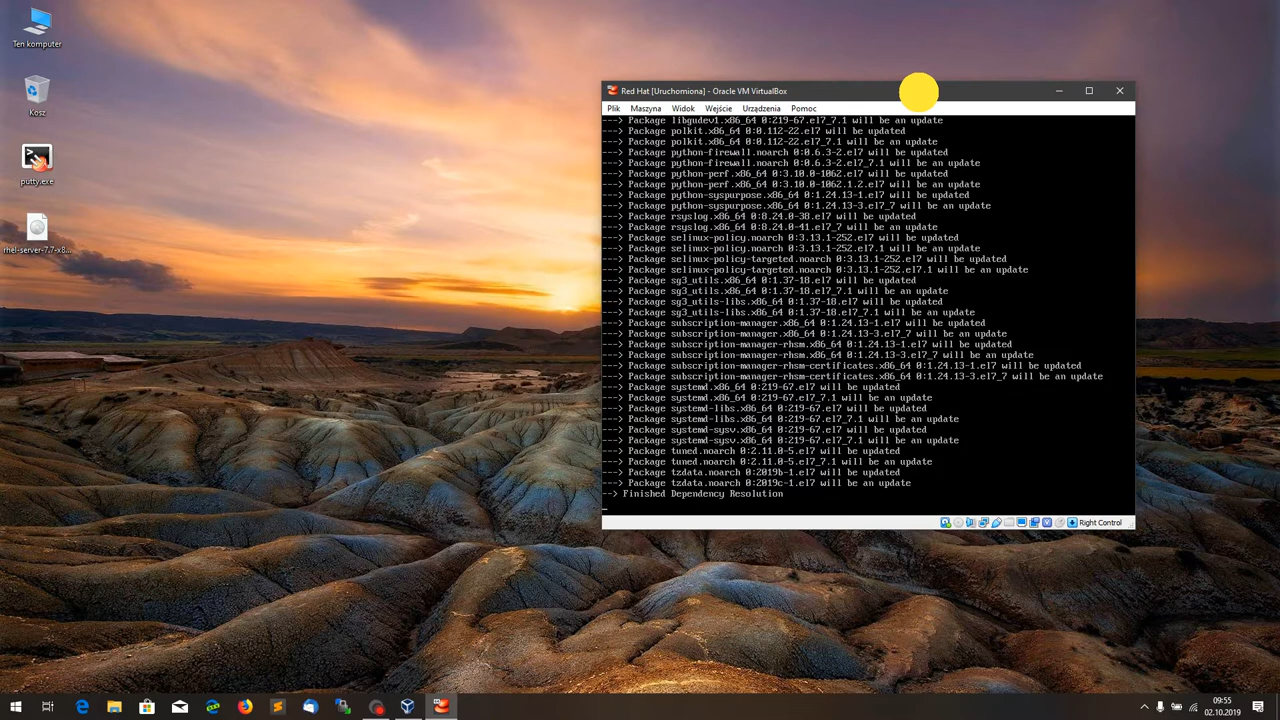 Ten komputer
Kosz
putty.exe
rhel-server-7.7-x8...
Red Hat [Uruchomiona] - Oracle VM VirtualBox
Plik Maszyna Widok Wejście Urządzenia Pomoc
---> Package libgudev1.x86_64 0:219-67.el7_7.1 will be an update
---> Package polkit.x86_64 0:0.112-22.el7 will be updated
---> Package polkit.x86_64 0:0.112-22.el7_7.1 will be an update
---> Package python-firewall.noarch 0:0.6.3-2.el7 will be updated
---> Package python-firewall.noarch 0:0.6.3-2.el7_7.1 will be an update
---> Package python-perf.x86_64 0:3.10.0-1062.el7 will be updated
---> Package python-perf.x86_64 0:3.10.0-1062.1.2.el7 will be an update
---> Package python-syspurpose.x86_64 0:1.24.13-1.el7 will be updated
---> Package python-syspurpose.x86_64 0:1.24.13-3.el7_7 will be an update
---> Package rsyslog.x86_64 0:8.24.0-38.el7 will be updated
---> Package rsyslog.x86_64 0:8.24.0-41.el7_7 will be an update
---> Package selinux-policy.noarch 0:3.13.1-252.el7 will be updated
---> Package selinux-policy.noarch 0:3.13.1-252.el7.1 will be an update
---> Package selinux-policy-targeted.noarch 0:3.13.1-252.el7 will be updated
---> Package selinux-policy-targeted.noarch 0:3.13.1-252.el7.1 will be an update
---> Package sg3_utils.x86_64 0:1.37-18.el7 will be updated
---> Package sg3_utils.x86_64 0:1.37-18.el7_7.1 will be an update
---> Package sg3_utils-libs.x86_64 0:1.37-18.el7 will be updated
---> Package sg3_utils-libs.x86_64 0:1.37-18.el7_7.1 will be an update
---> Package subscription-manager.x86_64 0:1.24.13-1.el7 will be updated
---> Package subscription-manager.x86_64 0:1.24.13-3.el7_7 will be an update
---> Package subscription-manager-rhsm.x86_64 0:1.24.13-1.el7 will be updated
---> Package subscription-manager-rhsm.x86_64 0:1.24.13-3.el7_7 will be an update
---> Package subscription-manager-rhsm-certificates.x86_64 0:1.24.13-1.el7 will be updated
---> Package subscription-manager-rhsm-certificates.x86_64 0:1.24.13-3.el7_7 will be an update
---> Package systemd.x86_64 0:219-67.el7 will be updated
---> Package systemd.x86_64 0:219-67.el7_7.1 will be an update
---> Package systemd-libs.x86_64 0:219-67.el7 will be updated
---> Package systemd-libs.x86_64 0:219-67.el7_7.1 will be an update
---> Package systemd-sysv.x86_64 0:219-67.el7 will be updated
---> Package systemd-sysv.x86_64 0:219-67.el7_7.1 will be an update
---> Package tuned.noarch 0:2.11.0-5.el7 will be updated
---> Package tuned.noarch 0:2.11.0-5.el7_7.1 will be an update
---> Package tzdata.noarch 0:2019b-1.el7 will be updated
---> Package tzdata.noarch 0:2019c-1.el7 will be an update
--> Finished Dependency Resolution
Right Control
09:55
02.10.2019